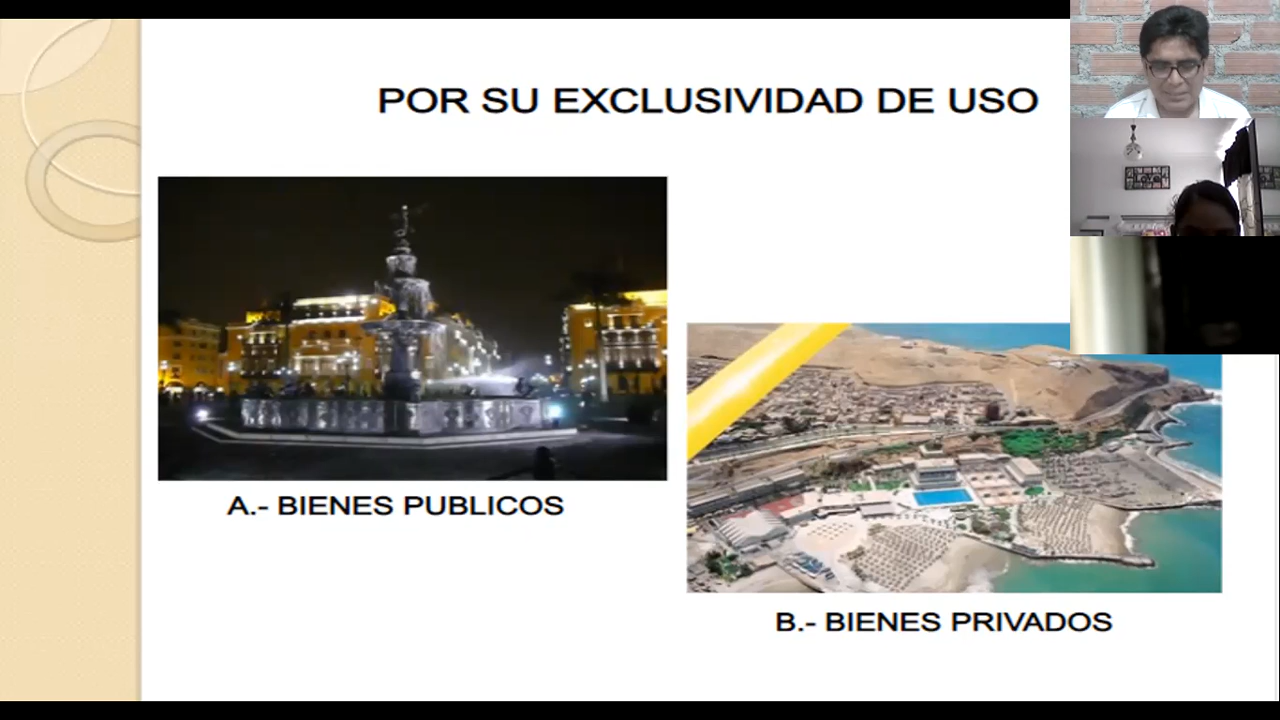 POR SU EXCLUSIVIDAD DE USO
A.- BIENES PUBLICOS
B.- BIENES PRIVADOS